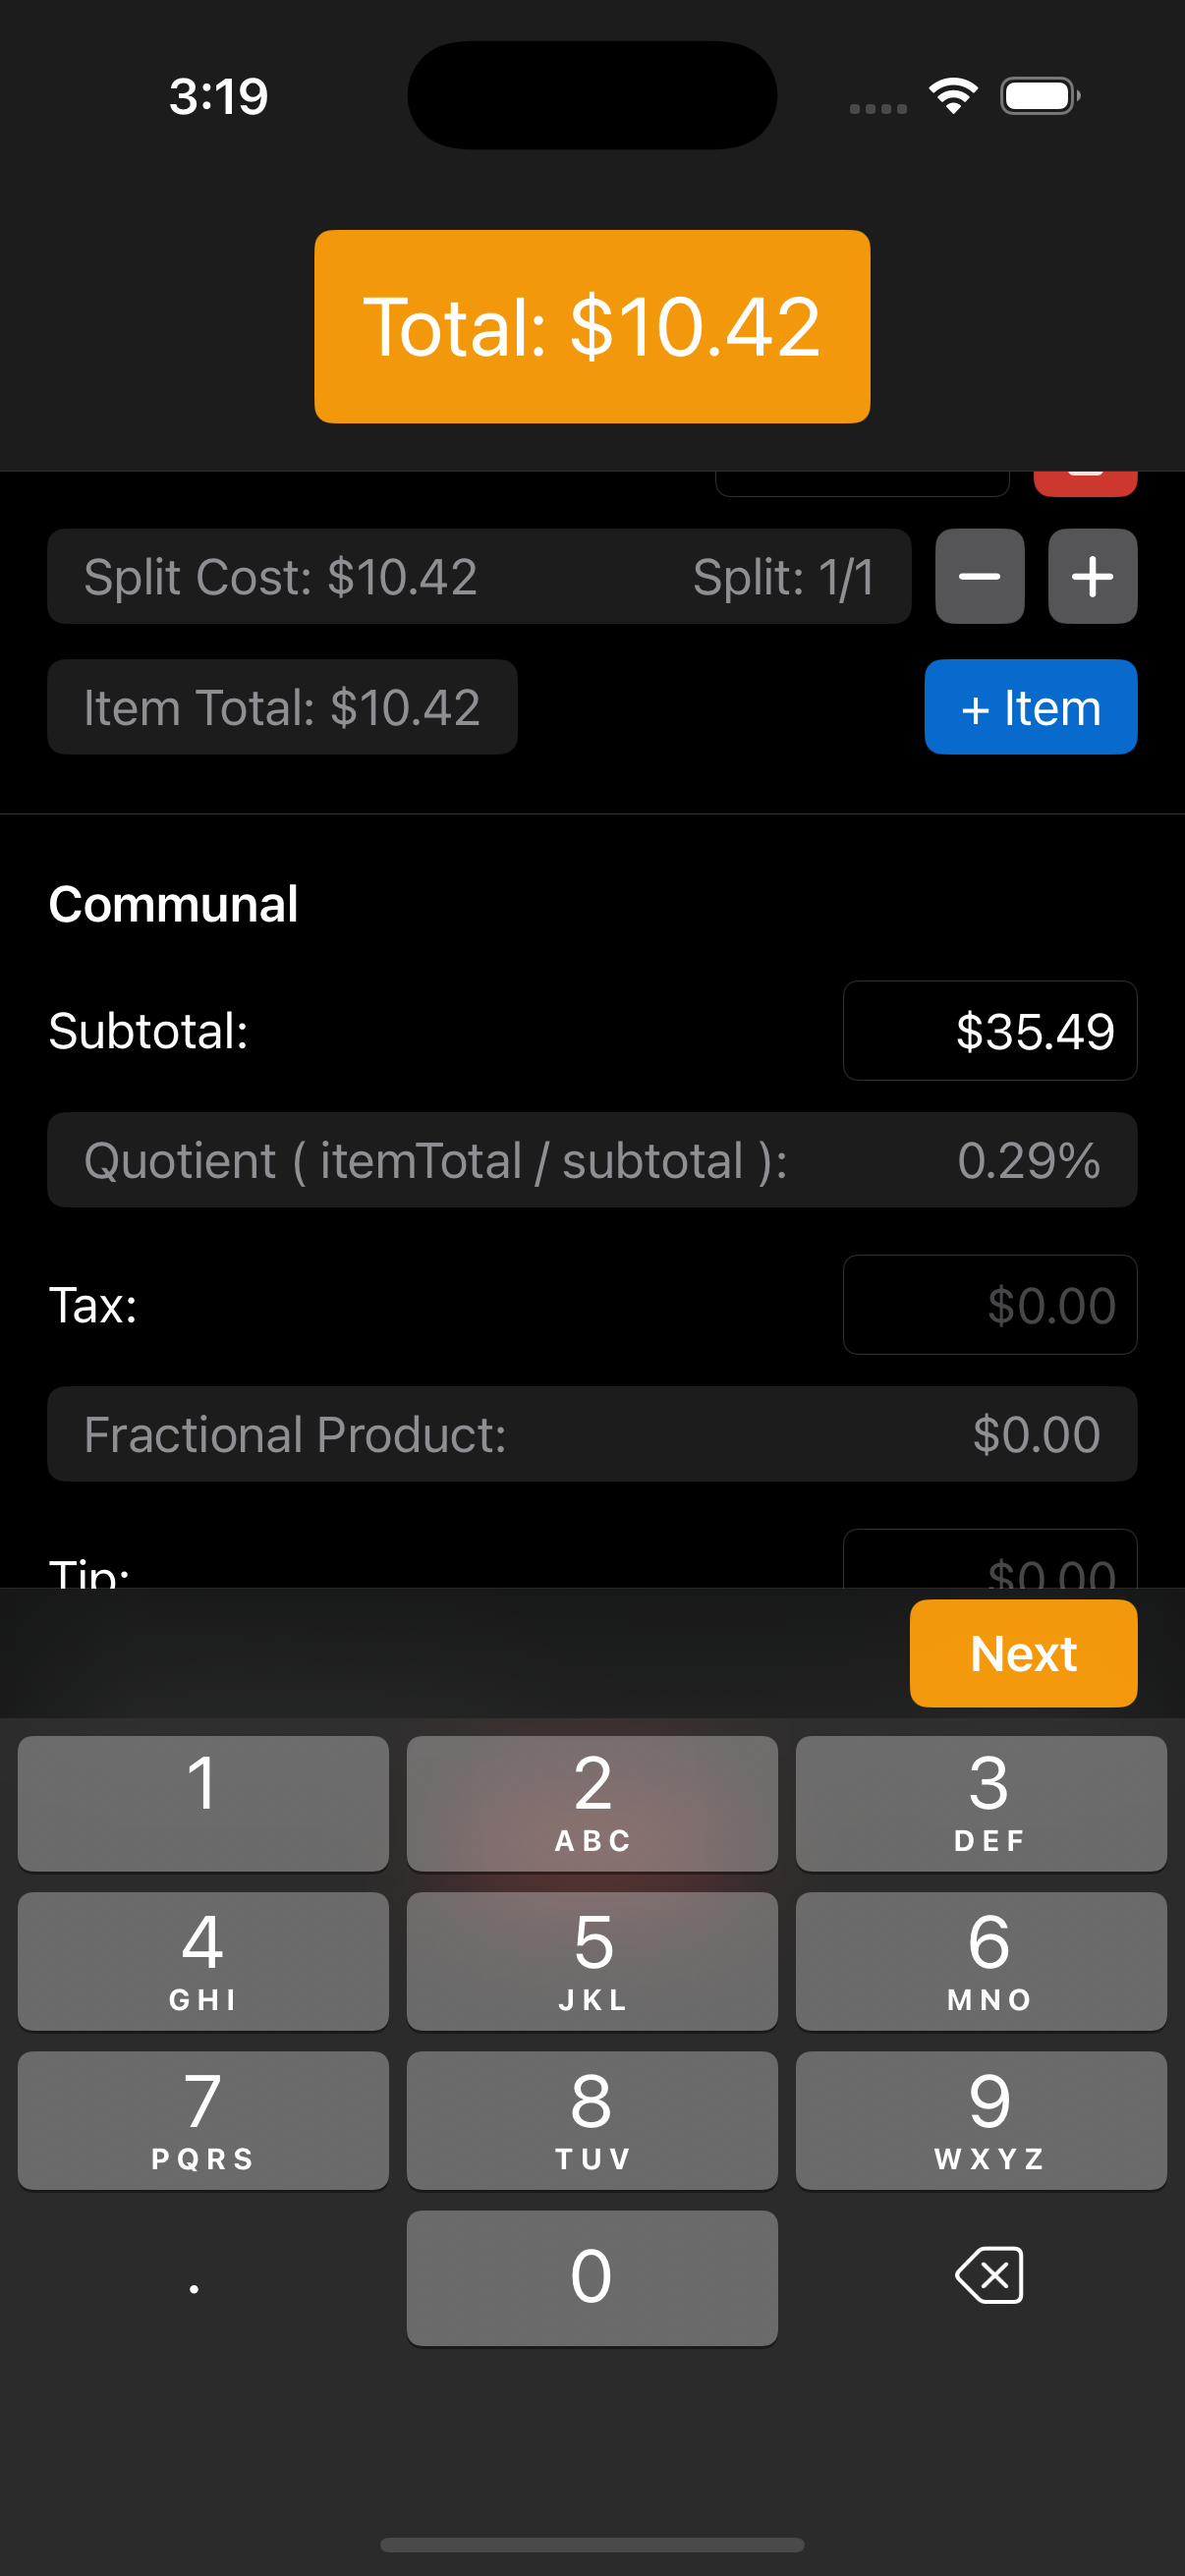 3:19
Total: $10.42
Split Cost: $10.42 Split: 1/1
Item Total: $10.42 + Item
Communal
Subtotal: $35.49
Quotient ( itemTotal / subtotal ): 0.29%
Tax: $0.00
Fractional Product: $0.00
Tip: $0.00
Next
1 2 3
ABC DEF
4 5 6
GHI JKL MNO
7 8 9
PQRS TUV WXYZ
. 0